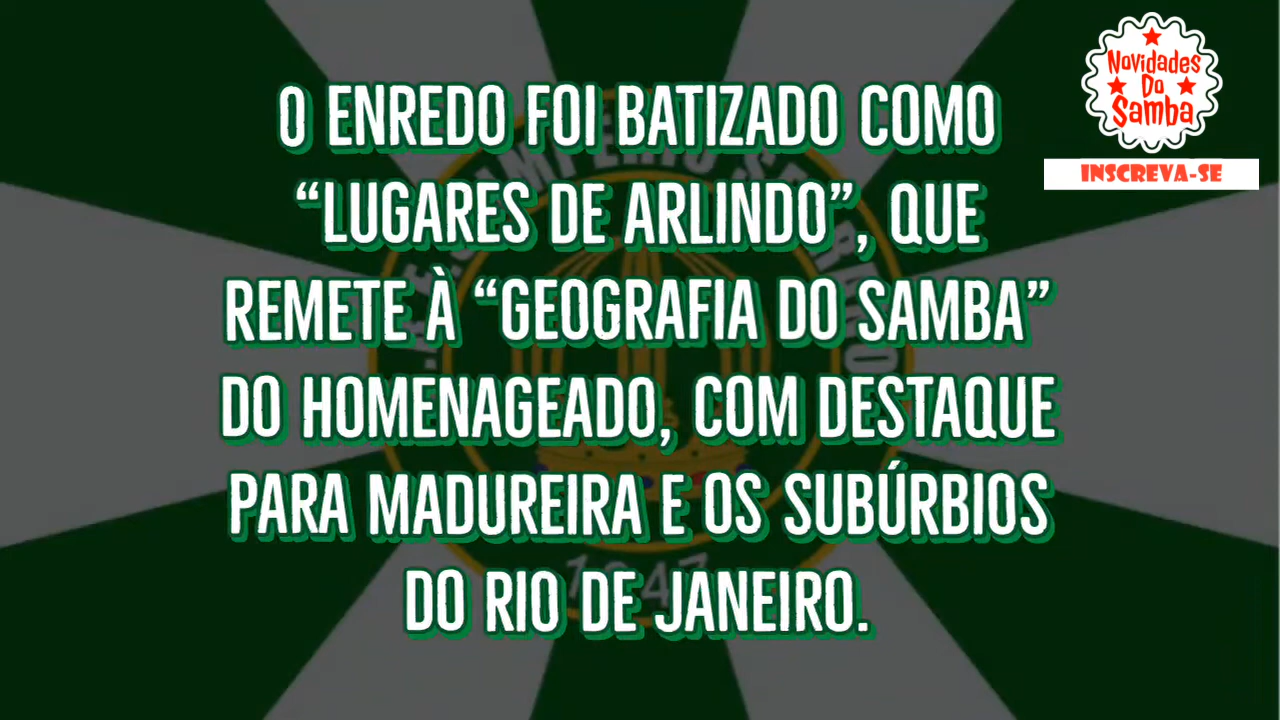 O ENREDO FOI BATIZADO COMO
“LUGARES DE ARLINDO”, QUE
REMETE À “GEOGRAFIA DO SAMBA”
DO HOMENAGEADO, COM DESTAQUE
PARA MADUREIRA E OS SUBÚRBIOS
DO RIO DE JANEIRO.
Novidades
Do
Samba
INSCREVA-SE
1947